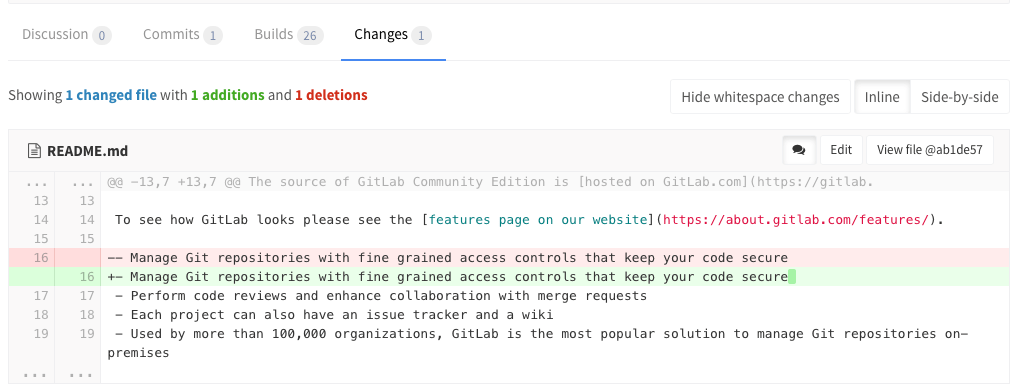 Discussion 0 Commits 1 Builds 26 Changes 1
Showing 1 changed file with 1 additions and 1 deletions Hide whitespace changes Inline Side-by-side
README.md Edit View file @ab1de57
... ... @@ -13,7 +13,7 @@ The source of GitLab Community Edition is [hosted on GitLab.com](https://gitlab.
13 13
14 14 To see how GitLab looks please see the [features page on our website](https://about.gitlab.com/features/).
15 15
16 -- Manage Git repositories with fine grained access controls that keep your code secure
16 +- Manage Git repositories with fine grained access controls that keep your code secure
17 17 - Perform code reviews and enhance collaboration with merge requests
18 18 - Each project can also have an issue tracker and a wiki
19 19 - Used by more than 100,000 organizations, GitLab is the most popular solution to manage Git repositories on-
premises
... ...